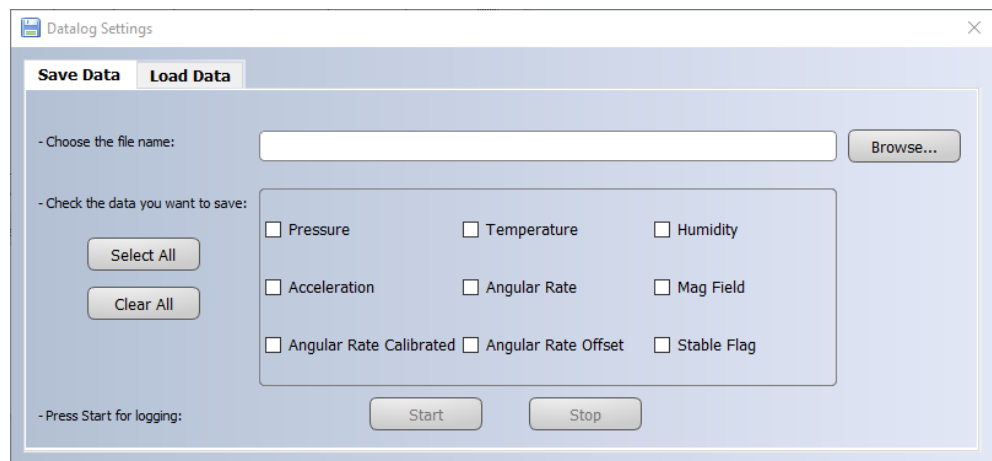 Datalog Settings
Save Data Load Data
- Choose the file name:
Browse...
- Check the data you want to save:
Select All
Clear All
Pressure Temperature Humidity
Acceleration Angular Rate Mag Field
Angular Rate Calibrated Angular Rate Offset Stable Flag
- Press Start for logging:
Start Stop